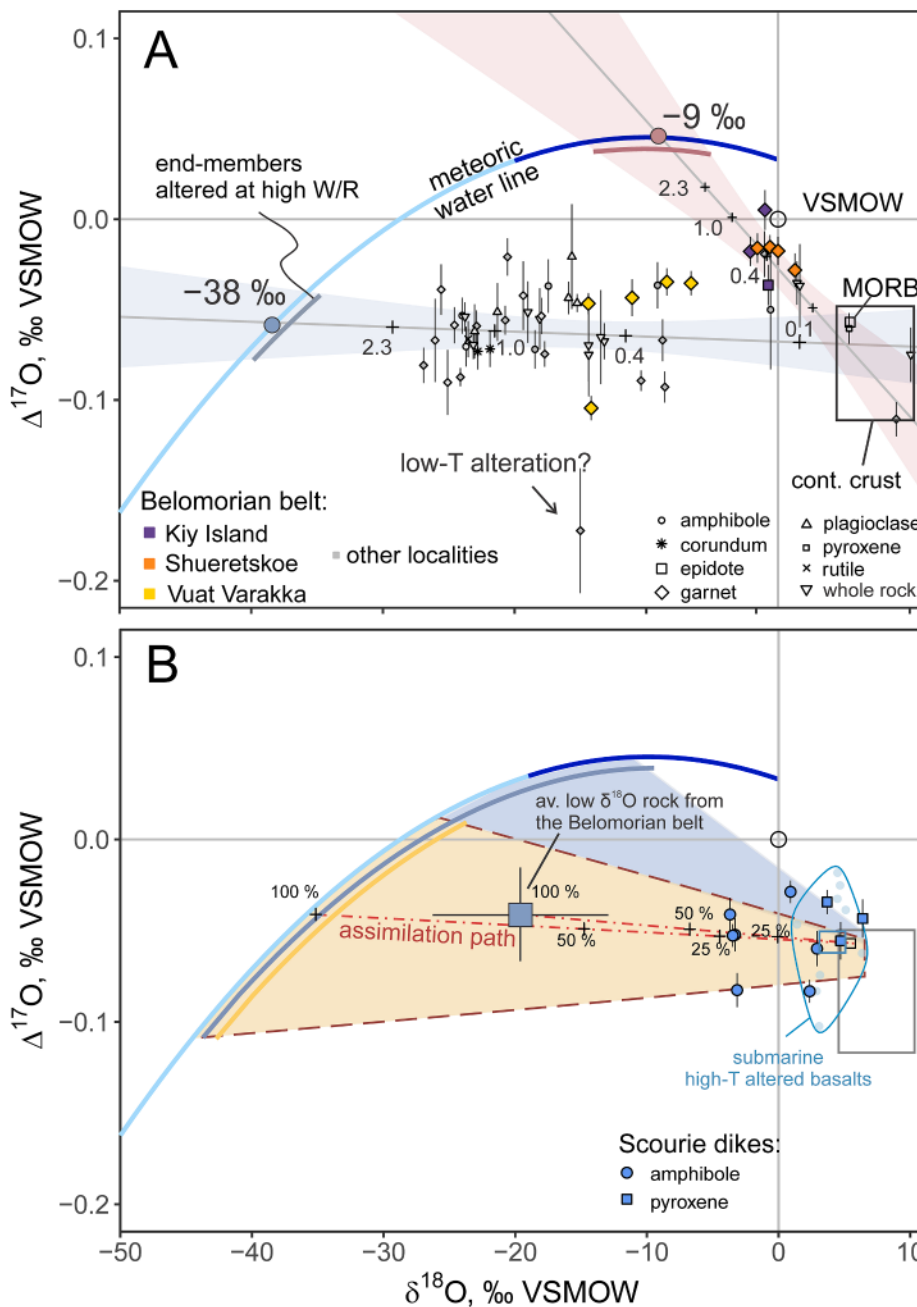 A
0.1
0.0
−0.1
−0.2
Δ17O, ‰ VSMOW
−9 ‰
end-members
altered at high W/R
meteoric
water line
2.3
1.0
0.4
0.1
VSMOW
MORB
−38 ‰
2.3
1.0
0.4
low-T alteration?
cont. crust
Belomorian belt:
Kiy Island
Shueretskoe
Vuat Varakka
other localities
amphibole
corundum
epidote
garnet
plagioclase
pyroxene
rutile
whole rock
B
0.1
0.0
−0.1
−0.2
Δ17O, ‰ VSMOW
av. low δ18O rock from
the Belomorian belt
100 %
100 %
50 %
50 %
25 %
25 %
assimilation path
submarine
high-T altered basalts
Scourie dikes:
amphibole
pyroxene
−50 −40 −30 −20 −10 0 10
δ18O, ‰ VSMOW